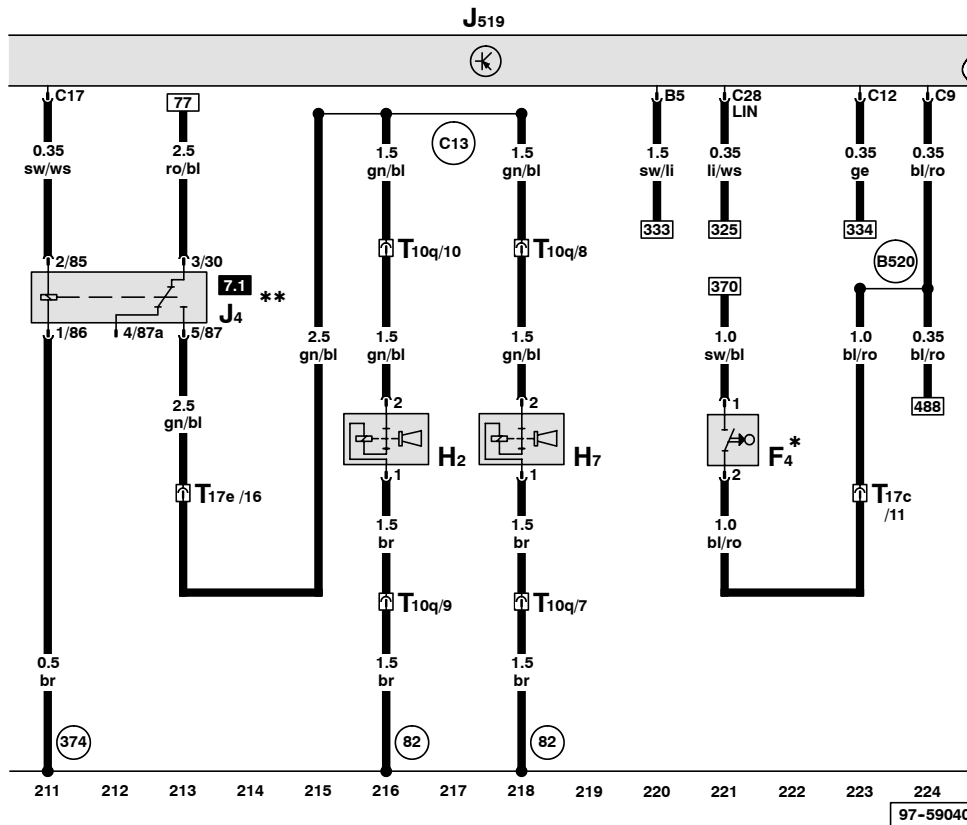 J519
C17
77
B5
C28
LIN
C12
C9
0.35
sw/ws
2.5
ro/bl
C13
1.5
gn/bl
1.5
gn/bl
1.5
sw/li
0.35
li/ws
0.35
ge
0.35
bl/ro
333
325
334
T10q/10
T10q/8
B520
2/85
3/30
7.1
J4 **
370
1/86
4/87a
5/87
2.5
gn/bl
1.5
gn/bl
1.5
gn/bl
1.0
sw/bl
1.0
bl/ro
0.35
bl/ro
2.5
gn/bl
2
2
1
488
H2
H7
F4*
1
1
2
T17e /16
T17c
/11
1.5
br
1.5
br
1.0
bl/ro
T10q/9
T10q/7
0.5
br
1.5
br
1.5
br
374
82
82
211 212 213 214 215 216 217 218 219 220 221 222 223 224
97-59040